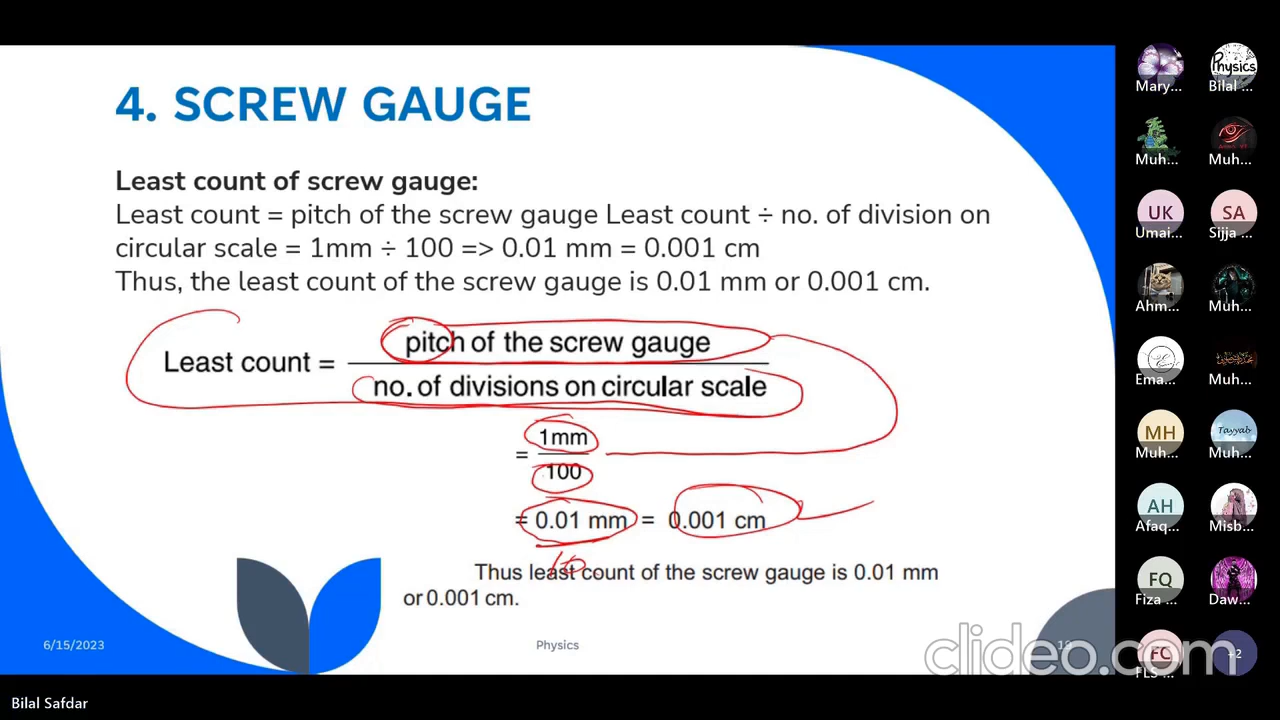 4. SCREW GAUGE
Least count of screw gauge:
Least count = pitch of the screw gauge Least count ÷ no. of division on
circular scale = 1mm ÷ 100 => 0.01 mm = 0.001 cm
Thus, the least count of the screw gauge is 0.01 mm or 0.001 cm.
pitch of the screw gauge
Least count =
no. of divisions on circular scale
1mm
=
100
= 0.01 mm = 0.001 cm
10
Thus least count of the screw gauge is 0.01 mm
or 0.001 cm.
6/15/2023
Physics
19
clideo.com
Bilal Safdar
Mary...
Physics
Bilal ...
Muh...
Muh...
UK
Umai...
SA
Sijja ...
Ahm...
Muh...
Ema...
Muh...
MH
Muh...
Tayyab
Muh...
AH
Afaq...
Misb...
FQ
Fiza ...
Daw...
FC
FLS ...
+2